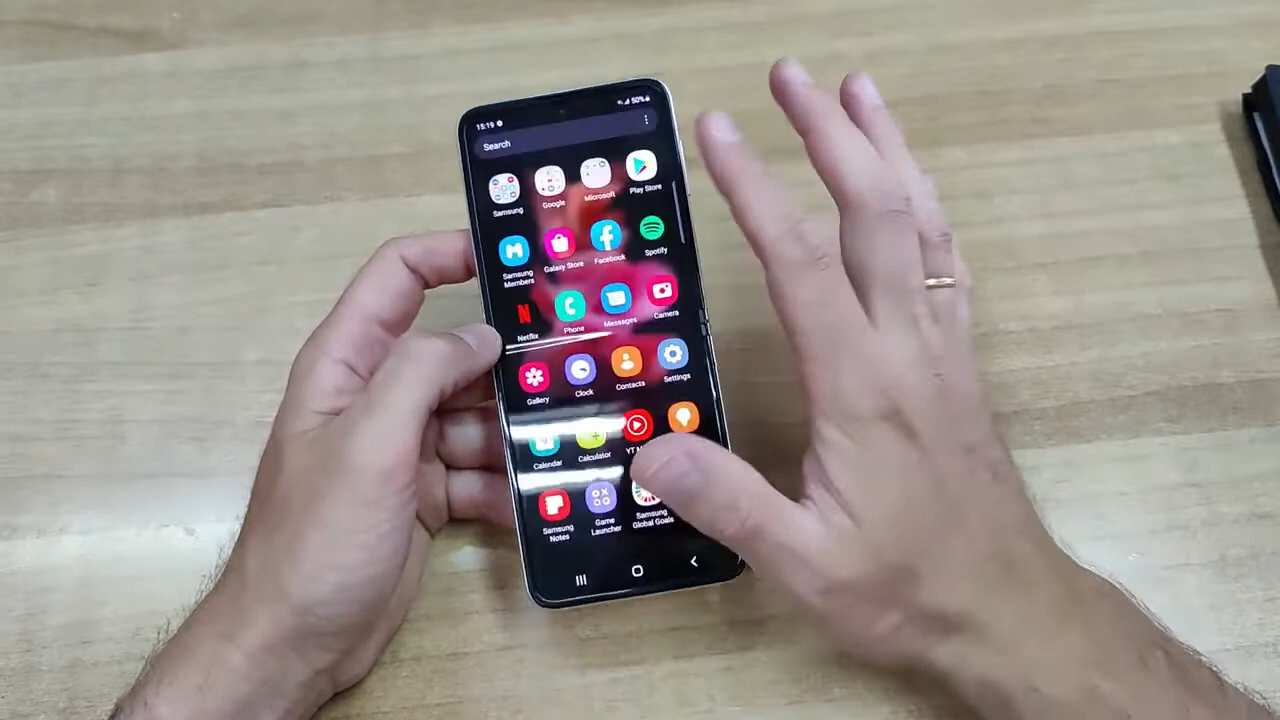 15:19
50%
Search
Samsung
Google
Microsoft
Play Store
Samsung
Members
Galaxy Store
Facebook
Spotify
Netflix
Phone
Messages
Camera
Gallery
Clock
Contacts
Settings
Calendar
Calculator
YT
Samsung
Notes
Game
Launcher
Samsung
Global Goals